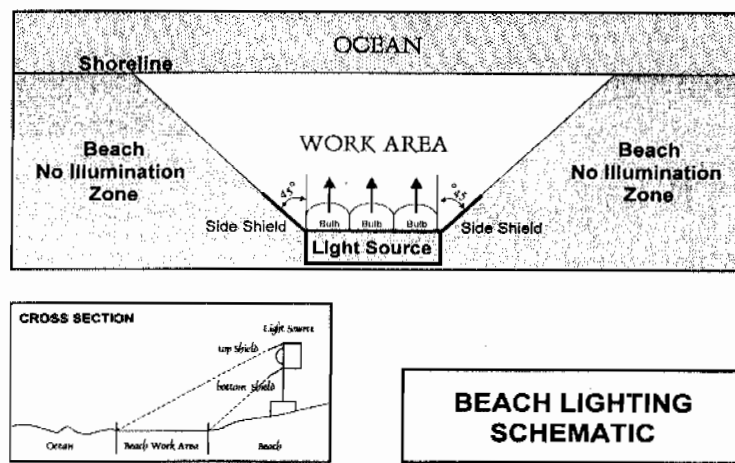 OCEAN
Shoreline
WORK AREA
Beach
No Illumination
Zone
Beach
No Illumination
Zone
45°
45°
Side Shield
Bulb Bulb Bulb
Side Shield
Light Source
CROSS SECTION
Light Source
top Shield
bottom Shield
Ocean
Beach Work Area
Beach
BEACH LIGHTING
SCHEMATIC